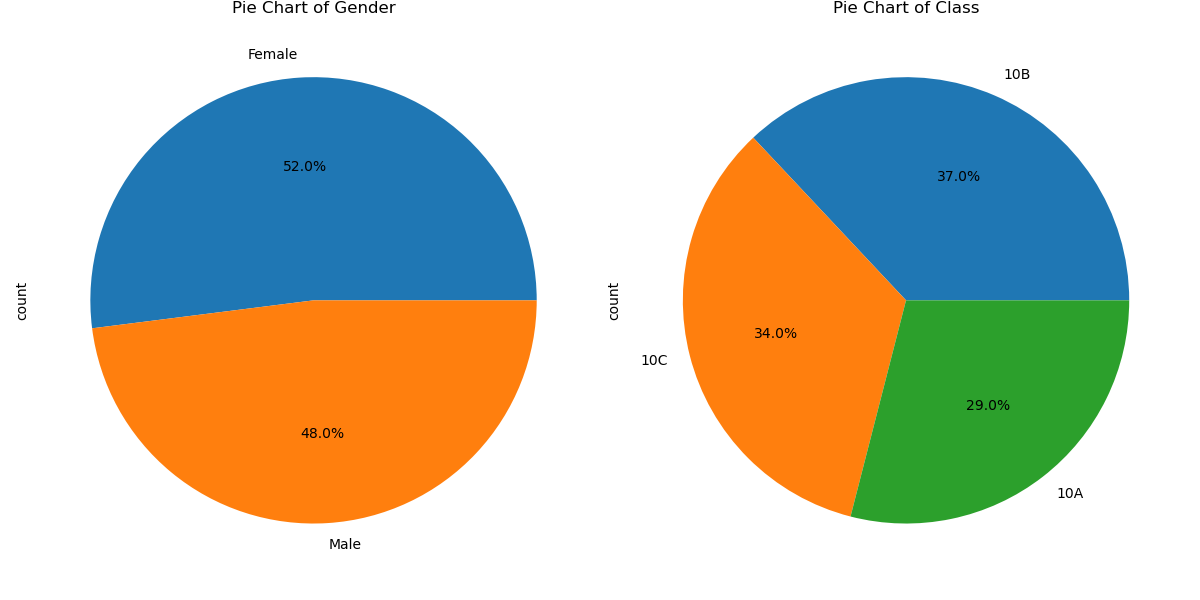 Pie Chart of Gender
Female
52.0%
count
48.0%
Male
Pie Chart of Class
10B
37.0%
count
34.0%
10C
29.0%
10A